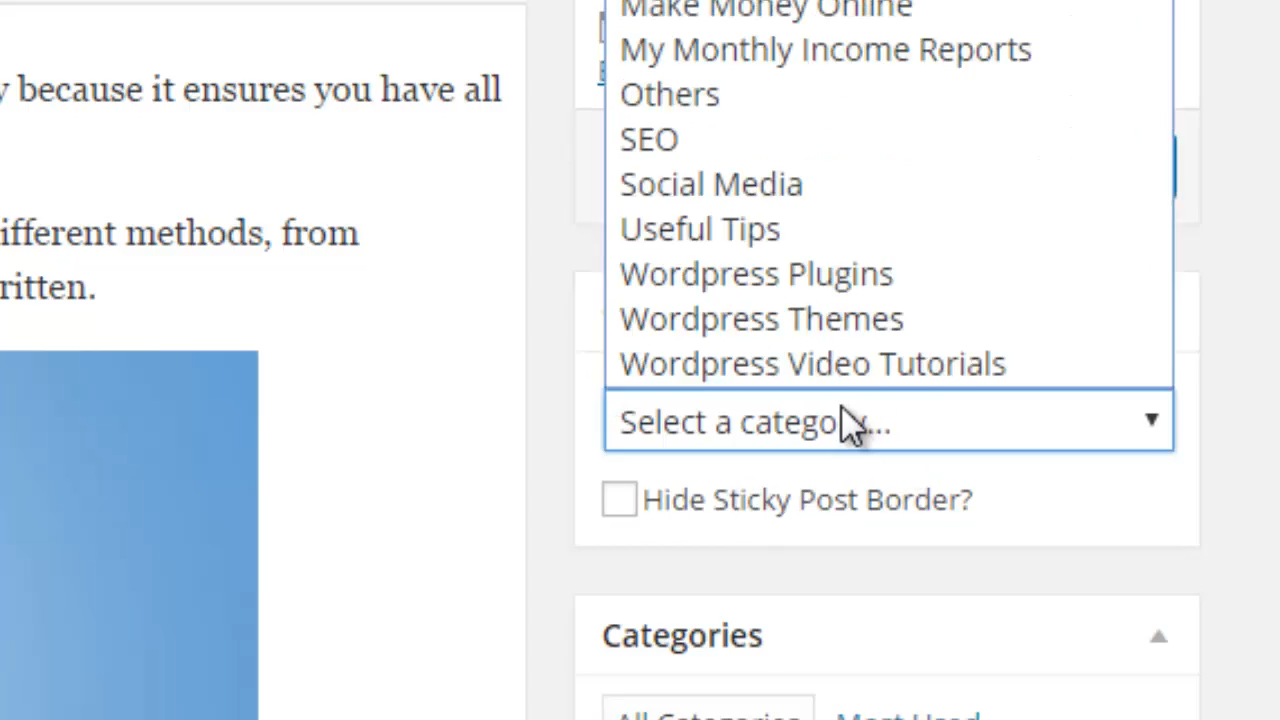 y because it ensures you have all
ifferent methods, from
ritten.
Make Money Online
My Monthly Income Reports
Others
SEO
Social Media
Useful Tips
Wordpress Plugins
Wordpress Themes
Wordpress Video Tutorials
Select a catego...
Hide Sticky Post Border?
Categories
All Categories
Most Used